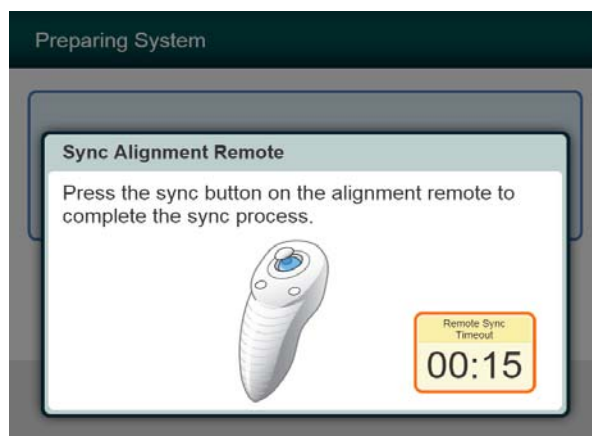 Preparing System
Sync Alignment Remote
Press the sync button on the alignment remote to
complete the sync process.
Remote Sync
Timeout
00:15